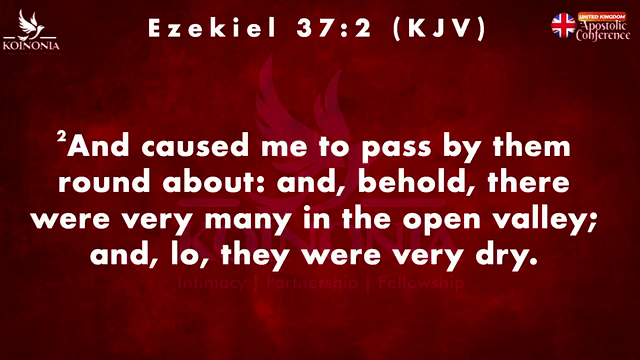 Ezekiel 37:2 (KJV)
KOINONIA
UNITED KINGDOM
Apostolic
Conference
²And caused me to pass by them
round about: and, behold, there
were very many in the open valley;
and, lo, they were very dry.
KOINONIA
Intimacy | Partnership | Fellowship